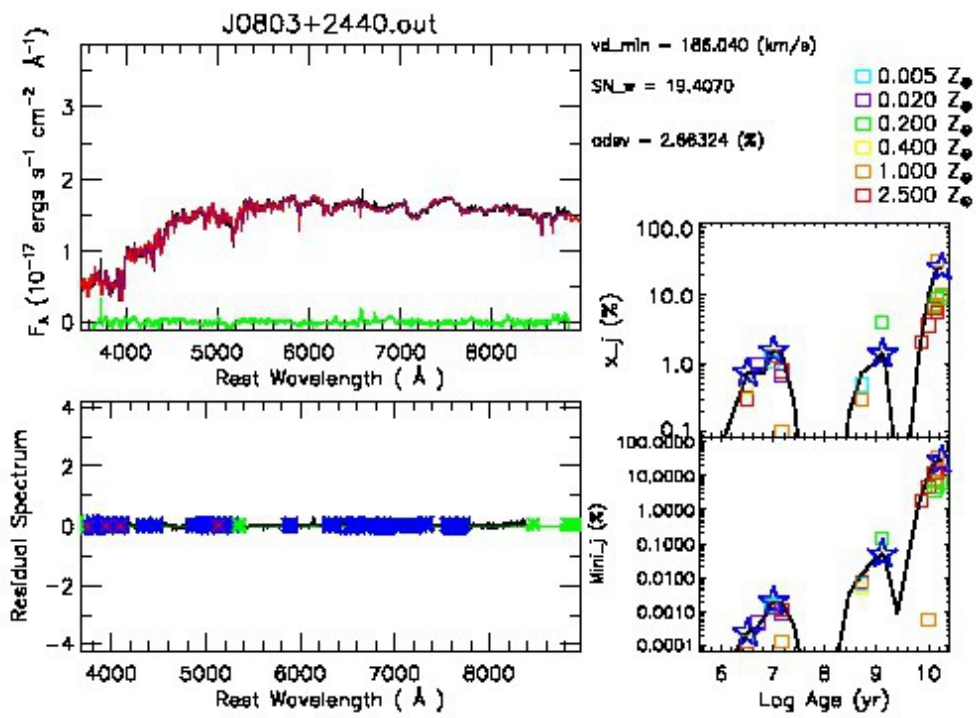 J0803+2440.out
vd_min = 186.040 (km/s)
SN_w = 19.4070
adev = 2.66324 (%)
0.005 Z
0.020 Z
0.200 Z
0.400 Z
1.000 Z
2.500 Z
F λ (10⁻¹⁷ ergs s⁻¹ cm⁻² Å⁻¹)
3
2
1
0
4000 5000 6000 7000 8000
Rest Wavelength ( Å )
Residual Spectrum
4
2
0
-2
-4
4000 5000 6000 7000 8000
Rest Wavelength ( Å )
x_j (%)
100.0
10.0
1.0
0.1
Mini_j (%)
100.0000
10.0000
1.0000
0.1000
0.0100
0.0010
0.0001
6 7 8 9 10
Log Age (yr)